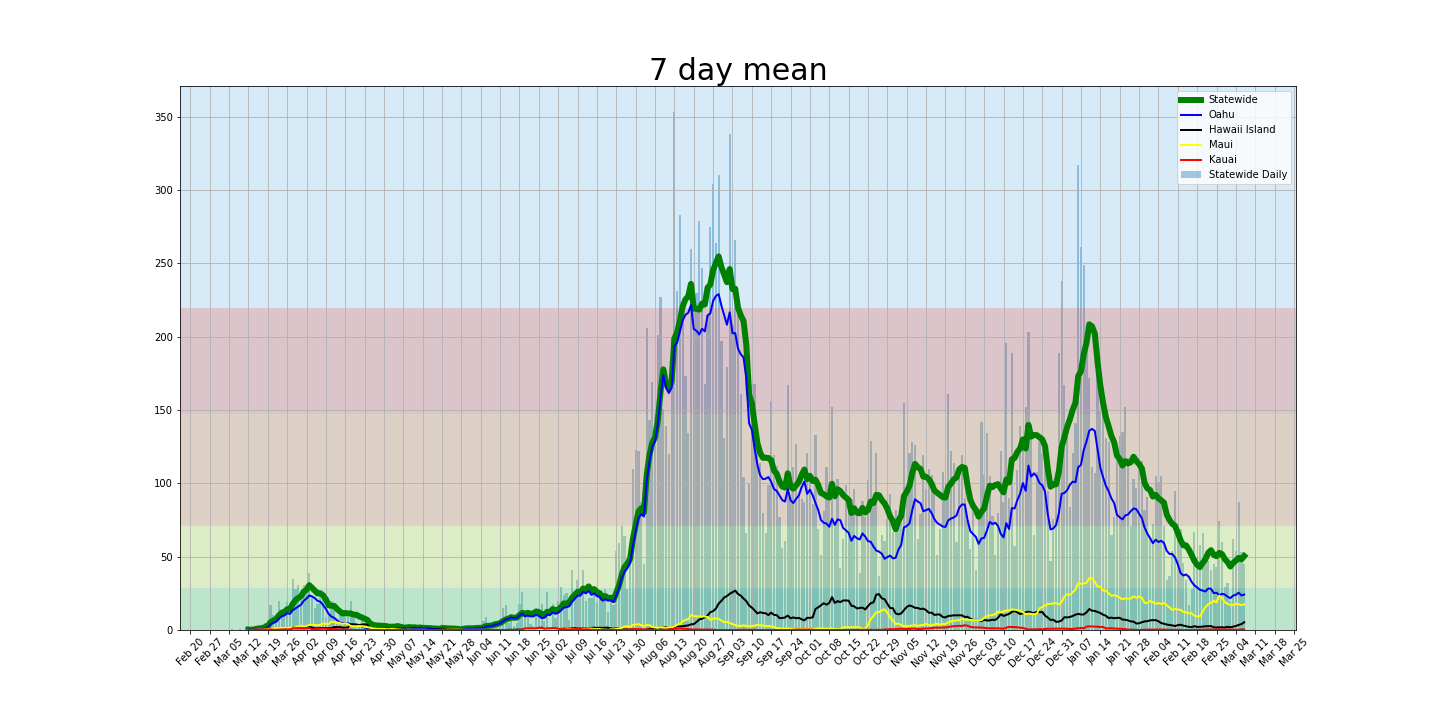 7 day mean
Statewide
Oahu
Hawaii Island
Maui
Kauai
Statewide Daily
350
300
250
200
150
100
50
0
Feb 20
Feb 27
Mar 05
Mar 12
Mar 19
Mar 26
Apr 02
Apr 09
Apr 16
Apr 23
Apr 30
May 07
May 14
May 21
May 28
Jun 04
Jun 11
Jun 18
Jun 25
Jul 02
Jul 09
Jul 16
Jul 23
Jul 30
Aug 06
Aug 13
Aug 20
Aug 27
Sep 03
Sep 10
Sep 17
Sep 24
Oct 01
Oct 08
Oct 15
Oct 22
Oct 29
Nov 05
Nov 12
Nov 19
Nov 26
Dec 03
Dec 10
Dec 17
Dec 24
Dec 31
Jan 07
Jan 14
Jan 21
Jan 28
Feb 04
Feb 11
Feb 18
Feb 25
Mar 04
Mar 11
Mar 18
Mar 25